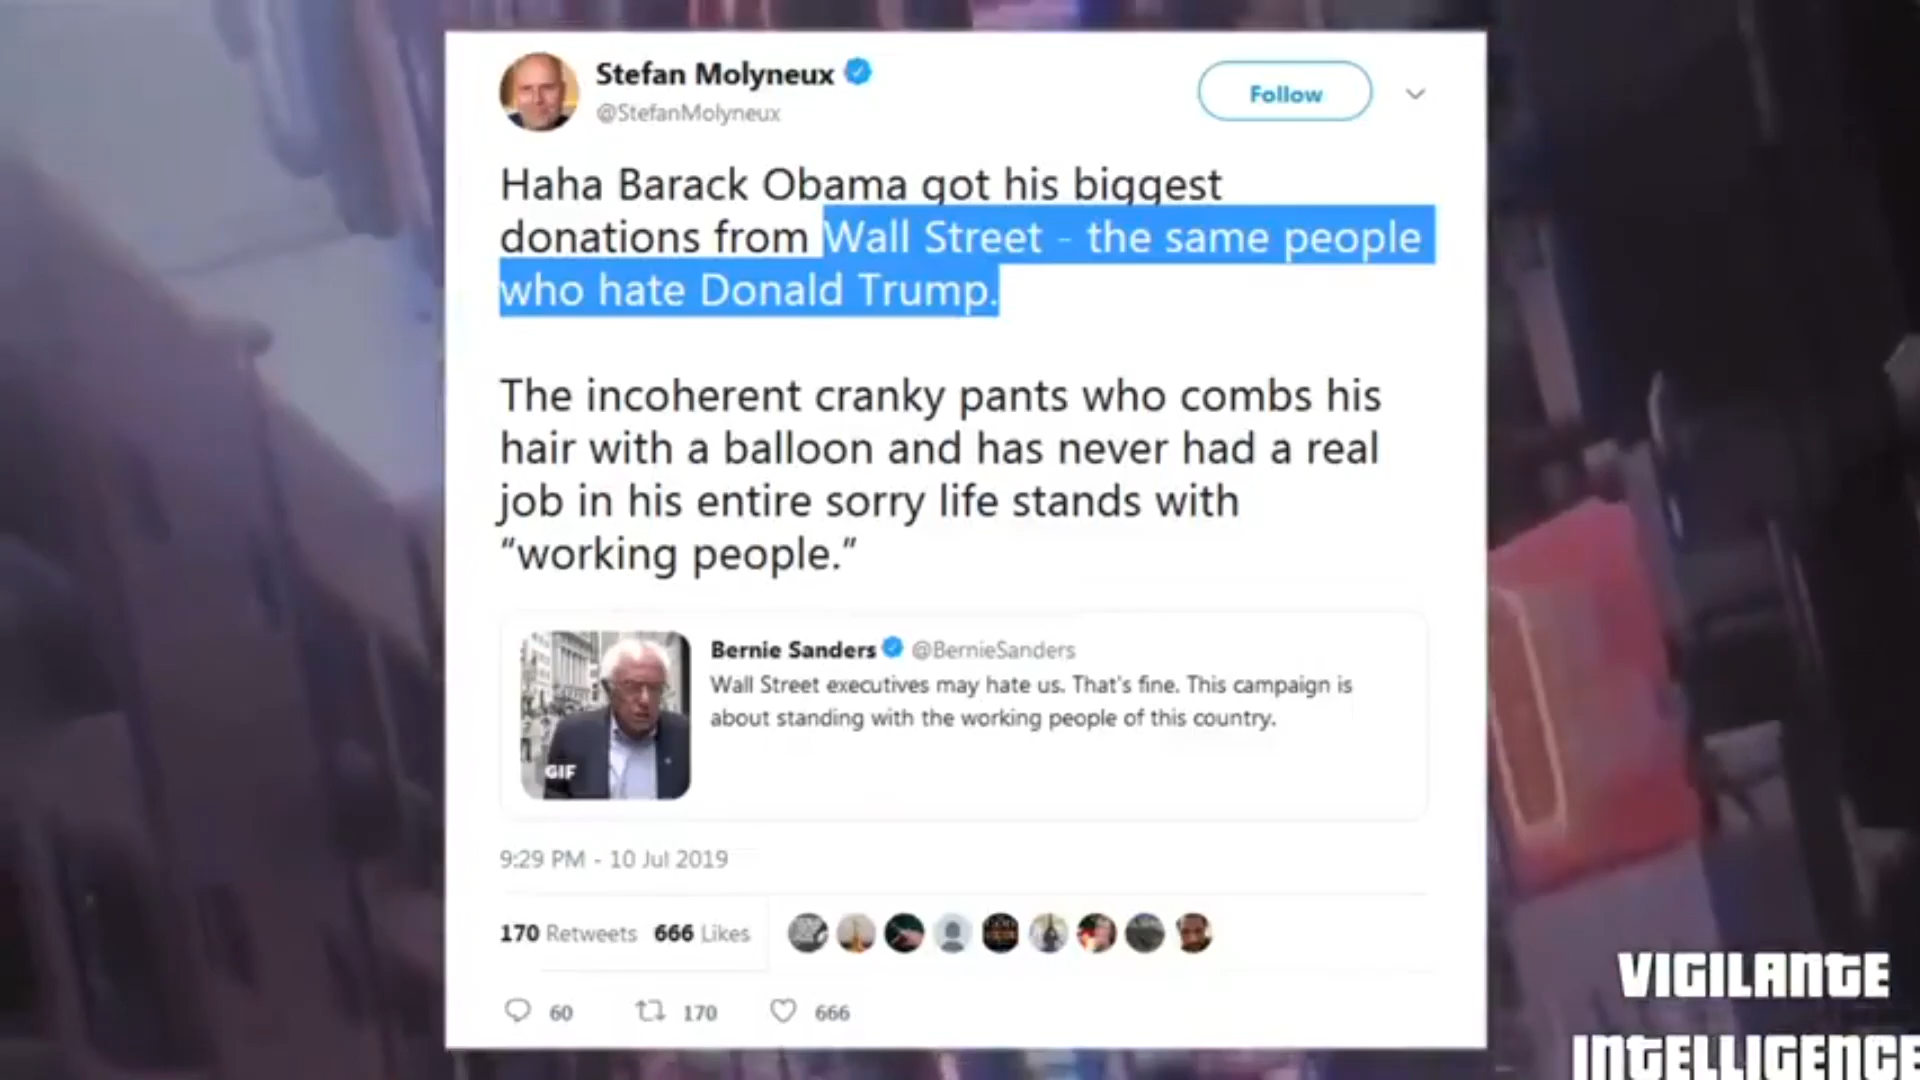 Stefan Molyneux
@StefanMolyneux
Follow
Haha Barack Obama got his biggest
donations from Wall Street - the same people
who hate Donald Trump.
The incoherent cranky pants who combs his
hair with a balloon and has never had a real
job in his entire sorry life stands with
“working people.”
Bernie Sanders @BernieSanders
Wall Street executives may hate us. That's fine. This campaign is
about standing with the working people of this country.
GIF
9:29 PM - 10 Jul 2019
170 Retweets 666 Likes
60 170 666
VIGILANTE
INTELLIGENCE